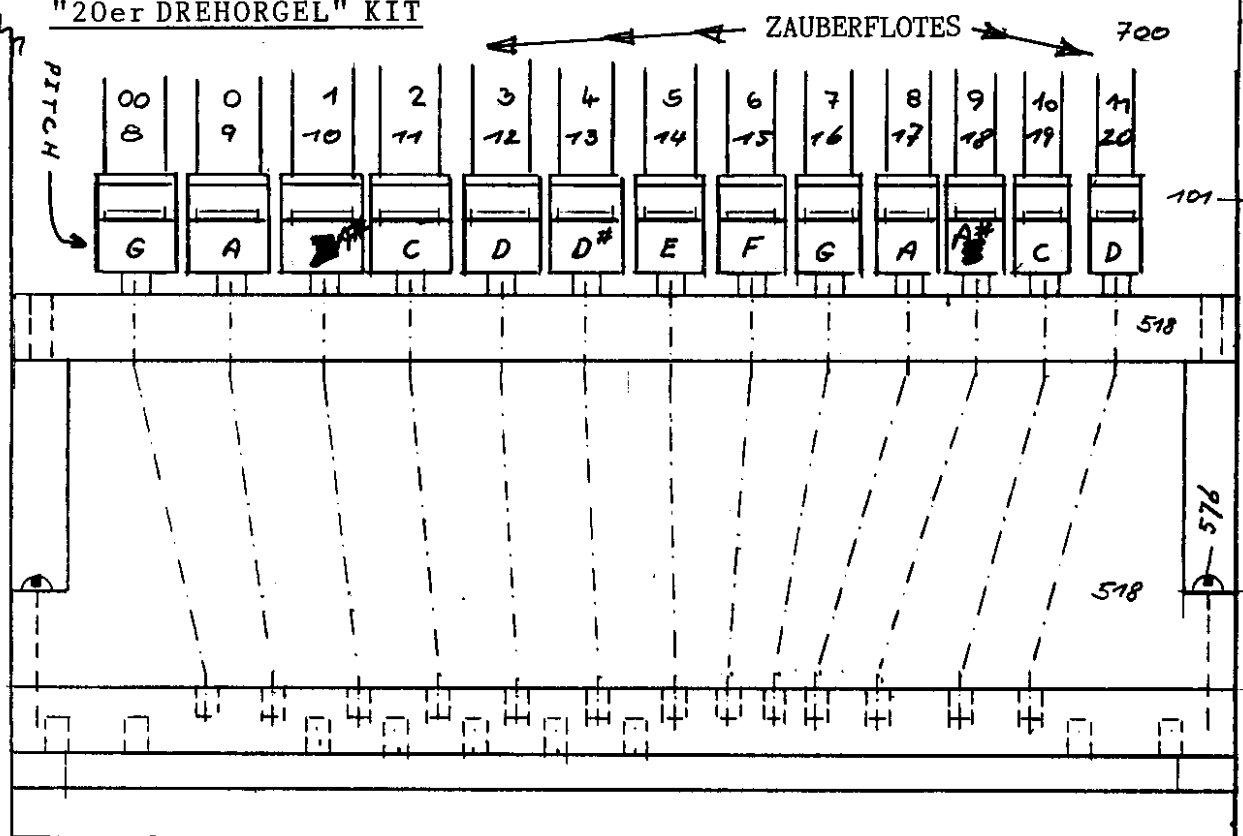 "20er DREHORGEL" KIT
ZAUBERFLOTES
700
PITCH
00 0 1 2 3 4 5 6 7 8 9 10 11
8 9 10 11 12 13 14 15 16 17 18 19 20
101
G A A# C D D# E F G A A# C D
518
576
518